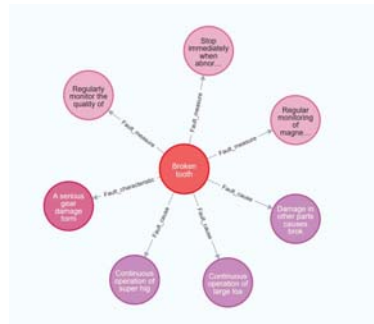 Stop
immediately
when
abnor...
Regularly
monitor the
quality of
Regular
monitoring
of
magne...
Fault_measure
Fault_measure
Fault_measure
Broken
tooth
A serious
gear
damage
form
Fault_characteristic
Fault_cause
Fault_cause
Fault_cause
Damage to
other parts
causes
brok
Continuous
operation of
super hig
Continuous
operation of
large loa